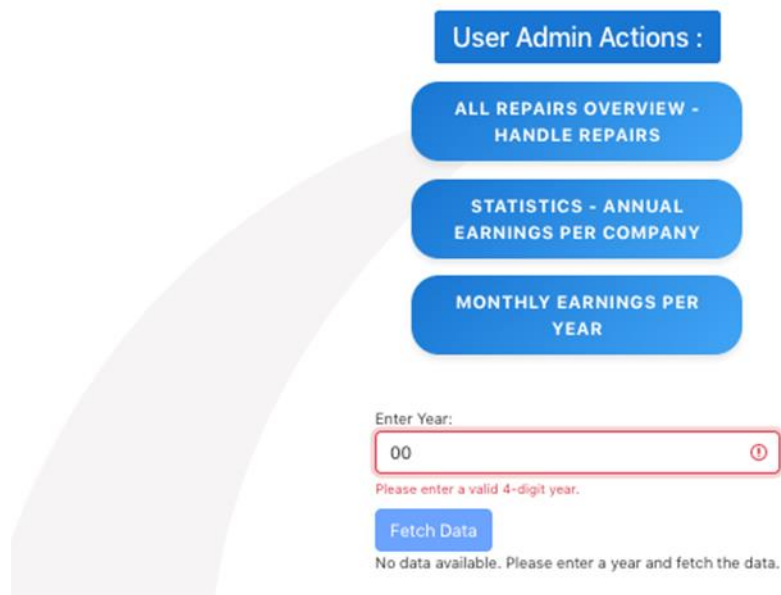 User Admin Actions :
ALL REPAIRS OVERVIEW -
HANDLE REPAIRS
STATISTICS - ANNUAL
EARNINGS PER COMPANY
MONTHLY EARNINGS PER
YEAR
Enter Year:
00
Please enter a valid 4-digit year.
Fetch Data
No data available. Please enter a year and fetch the data.